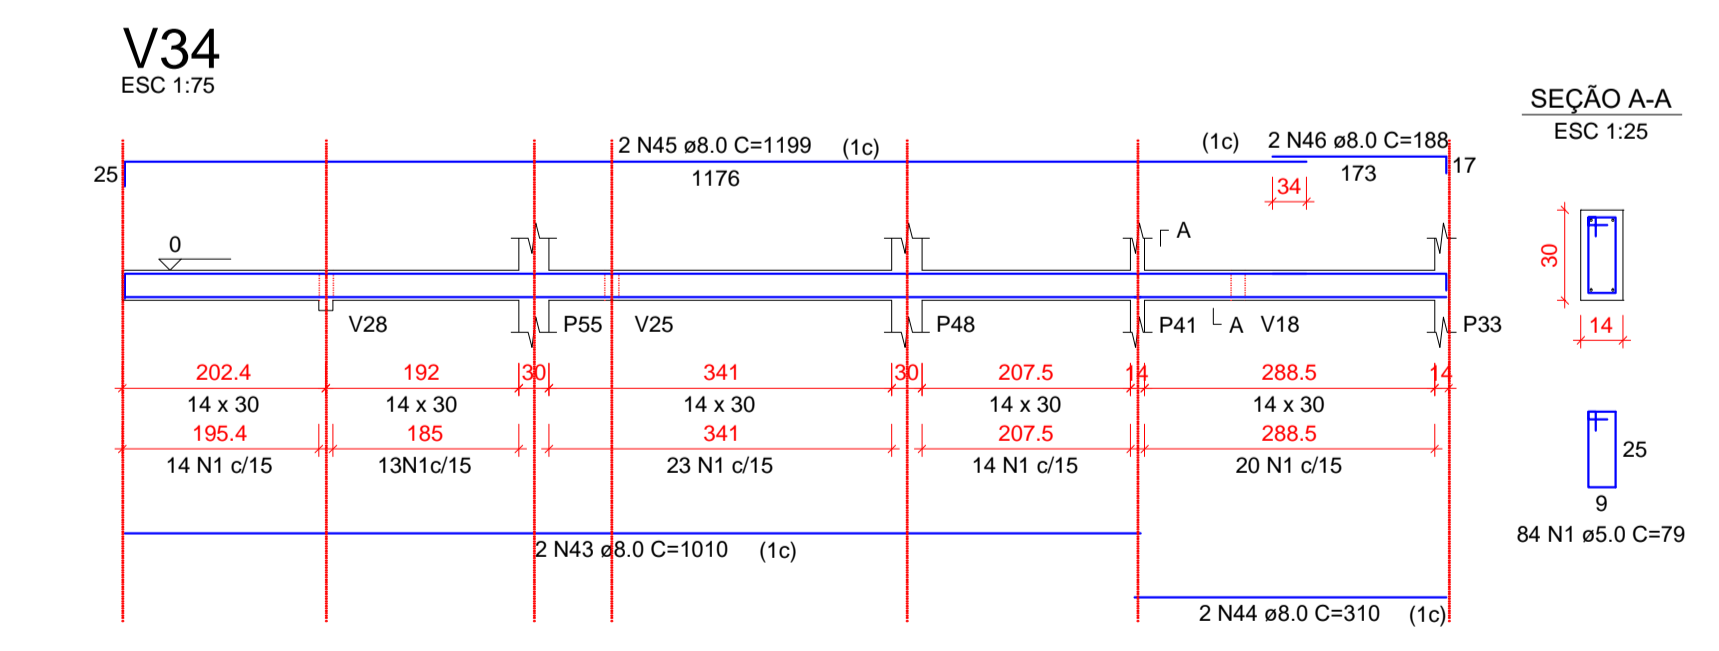 V34
ESC 1:75
2 N45 ø8.0 C=1199 (1c)
(1c) 2 N46 ø8.0 C=188
25
1176
173
17
34
0
A
V28
P55
V25
P48
P41
A
V18
P33
202.4
192
30
341
30
207.5
14
288.5
14
14 x 30
14 x 30
14 x 30
14 x 30
14 x 30
195.4
185
341
207.5
288.5
14 N1 c/15
13N1c/15
23 N1 c/15
14 N1 c/15
20 N1 c/15
2 N43 ø8.0 C=1010 (1c)
2 N44 ø8.0 C=310 (1c)
SEÇÃO A-A
ESC 1:25
30
14
25
9
84 N1 ø5.0 C=79